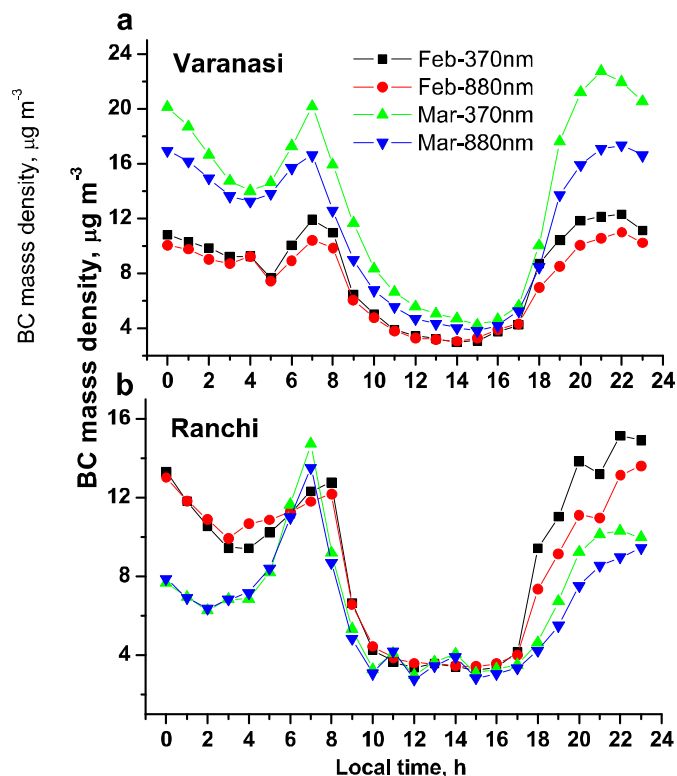 a
Varanasi
Feb-370nm
Feb-880nm
Mar-370nm
Mar-880nm
24
20
16
12
8
4
0 2 4 6 8 10 12 14 16 18 20 22 24
BC masss density, µg m-3
BC masss density, µg m-3
b
Ranchi
16
12
8
4
0 2 4 6 8 10 12 14 16 18 20 22 24
Local time, h